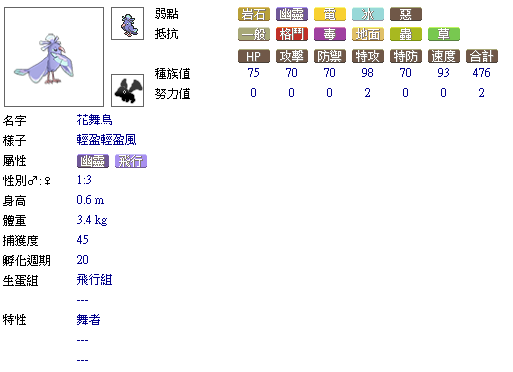 弱點 岩石 幽靈 電 冰 惡
抵抗 一般 格鬥 毒 地面 蟲 草
HP 攻擊 防禦 特攻 特防 速度 合計
種族值 75 70 70 98 70 93 476
努力值 0 0 0 2 0 0 2
名字 花舞鳥
樣子 輕盈輕盈風
屬性 幽靈 飛行
性別♂:♀ 1:3
身高 0.6 m
體重 3.4 kg
捕獲度 45
孵化週期 20
生蛋組 飛行組
---
特性 舞者
---
---